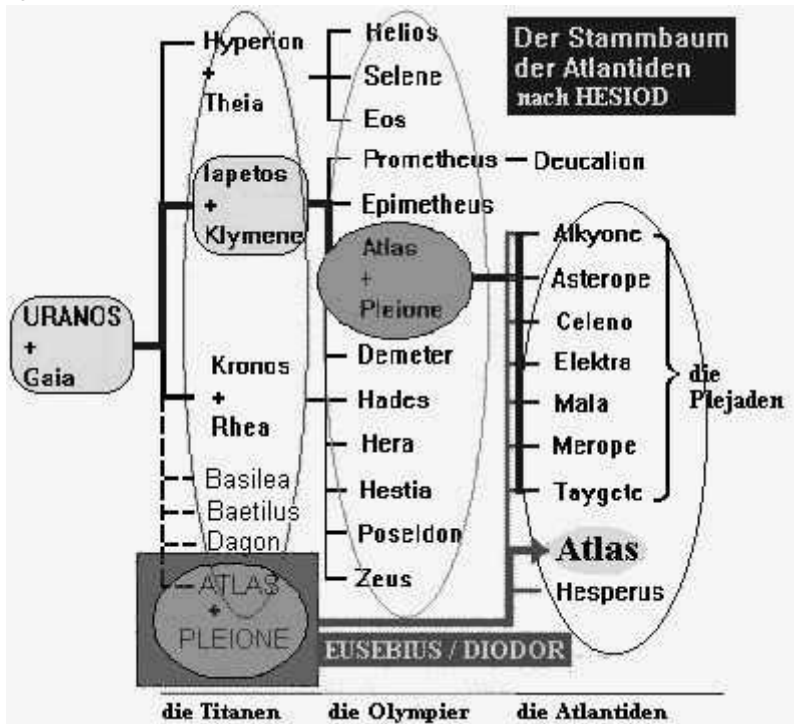 Der Stammbaum
der Atlantiden
nach HESIOD
URANOS
+
Gaia
Hyperion
+
Theia
Iapetos
+
Klymene
Kronos
+
Rhea
Basilea
Baetilus
Dagon
ATLAS
+
PLEIONE
Helios
Selene
Eos
Prometheus
Deucalion
Epimetheus
Atlas
+
Pleione
Demeter
Hades
Hera
Hestia
Poseidon
Zeus
Alkyone
Asterope
Celeno
Elektra
Maia
Merope
Taygete
die
Plejaden
Atlas
Hesperus
EUSEBIUS / DIODOR
die Titanen
die Olympier
die Atlantiden